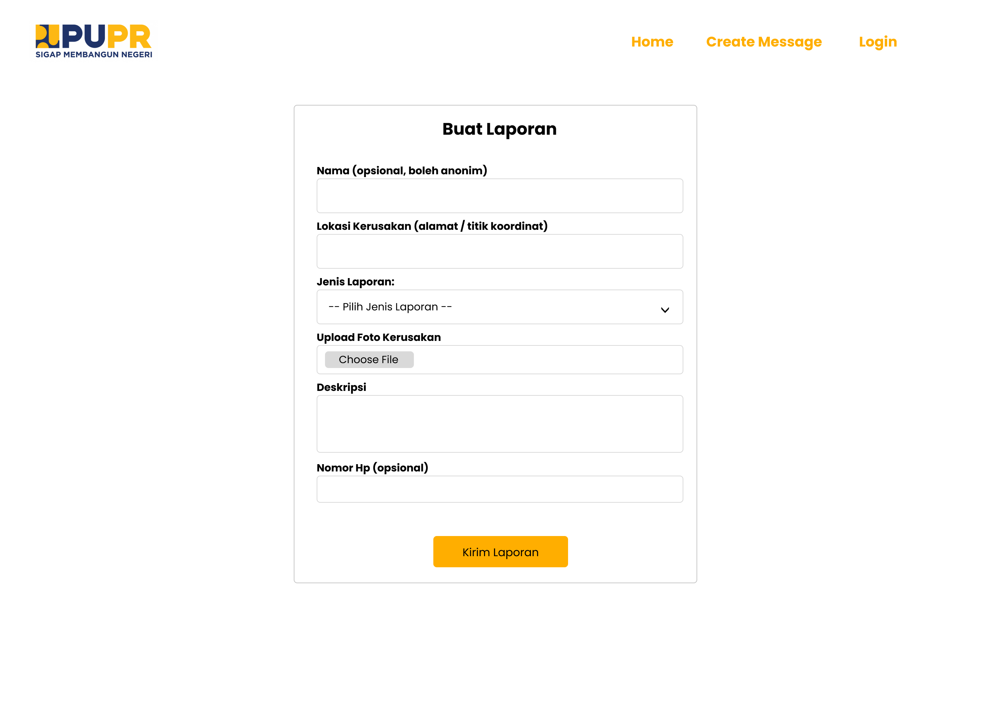 PUPR
SIGAP MEMBANGUN NEGERI
Home Create Message Login
Buat Laporan
Nama (opsional, boleh anonim)
Lokasi Kerusakan (alamat / titik koordinat)
Jenis Laporan:
-- Pilih Jenis Laporan --
Upload Foto Kerusakan
Choose File
Deskripsi
Nomor Hp (opsional)
Kirim Laporan